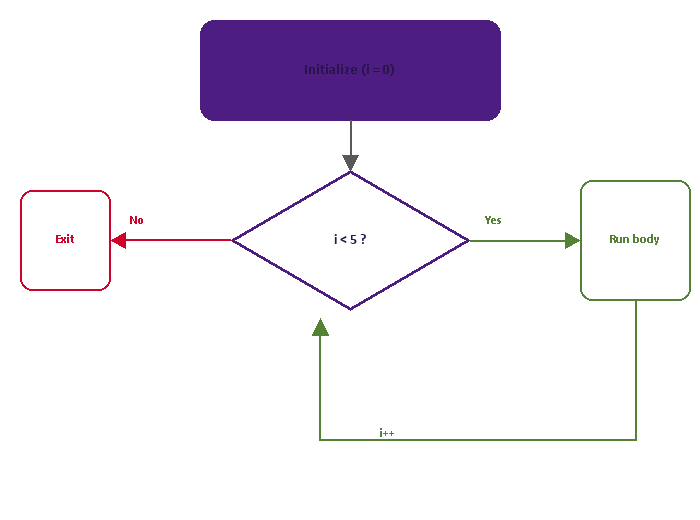 Initialize (i = 0)
No
Yes
Exit
i < 5 ?
Run body
i++